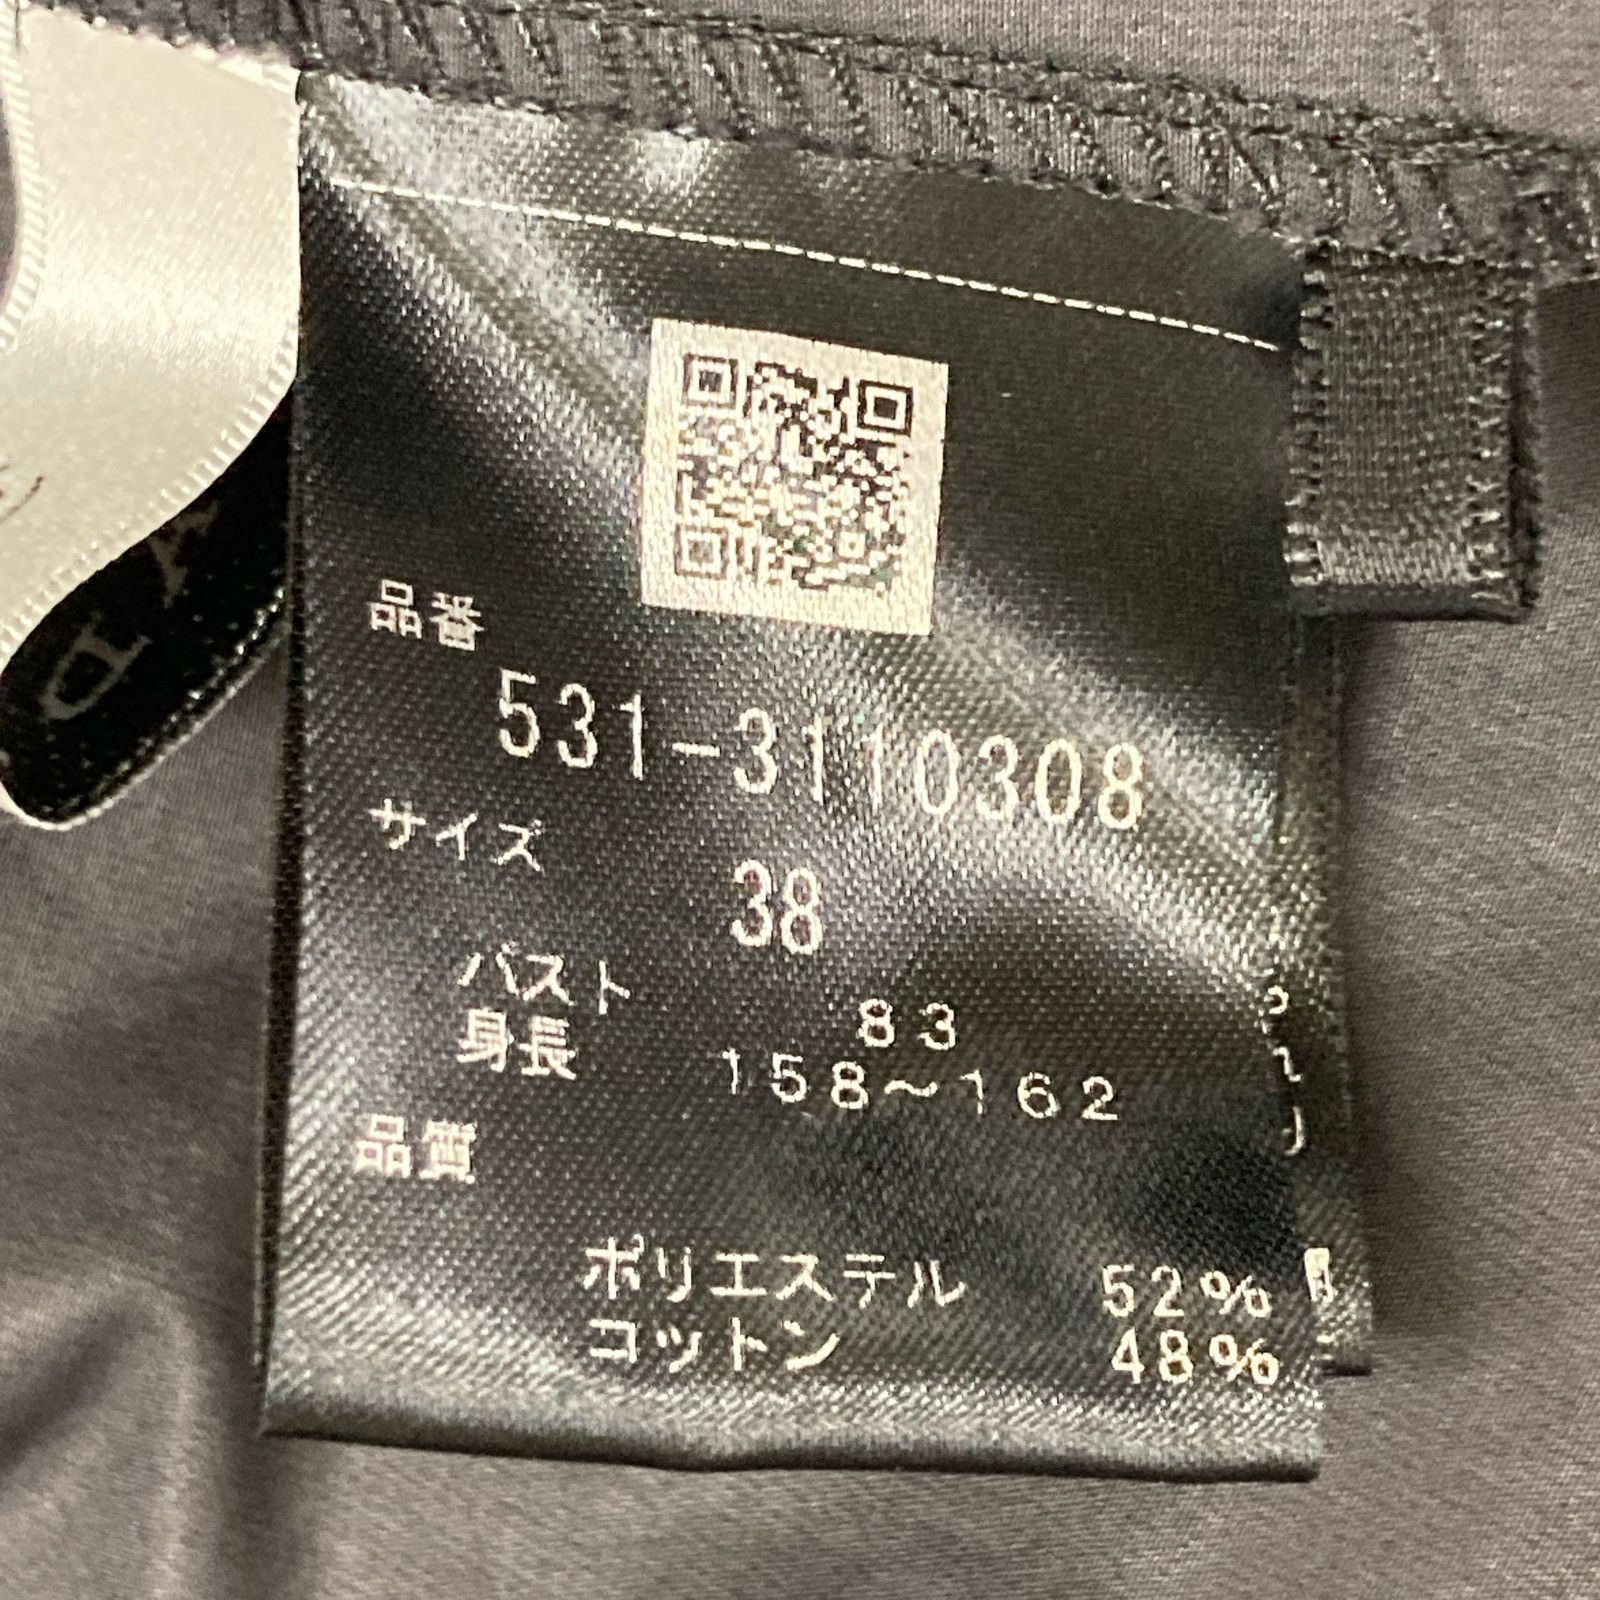 品番
531-3110308
サイズ
38
バスト 83
身長 158~162
品質
ポリエステル 52%
コットン 48%